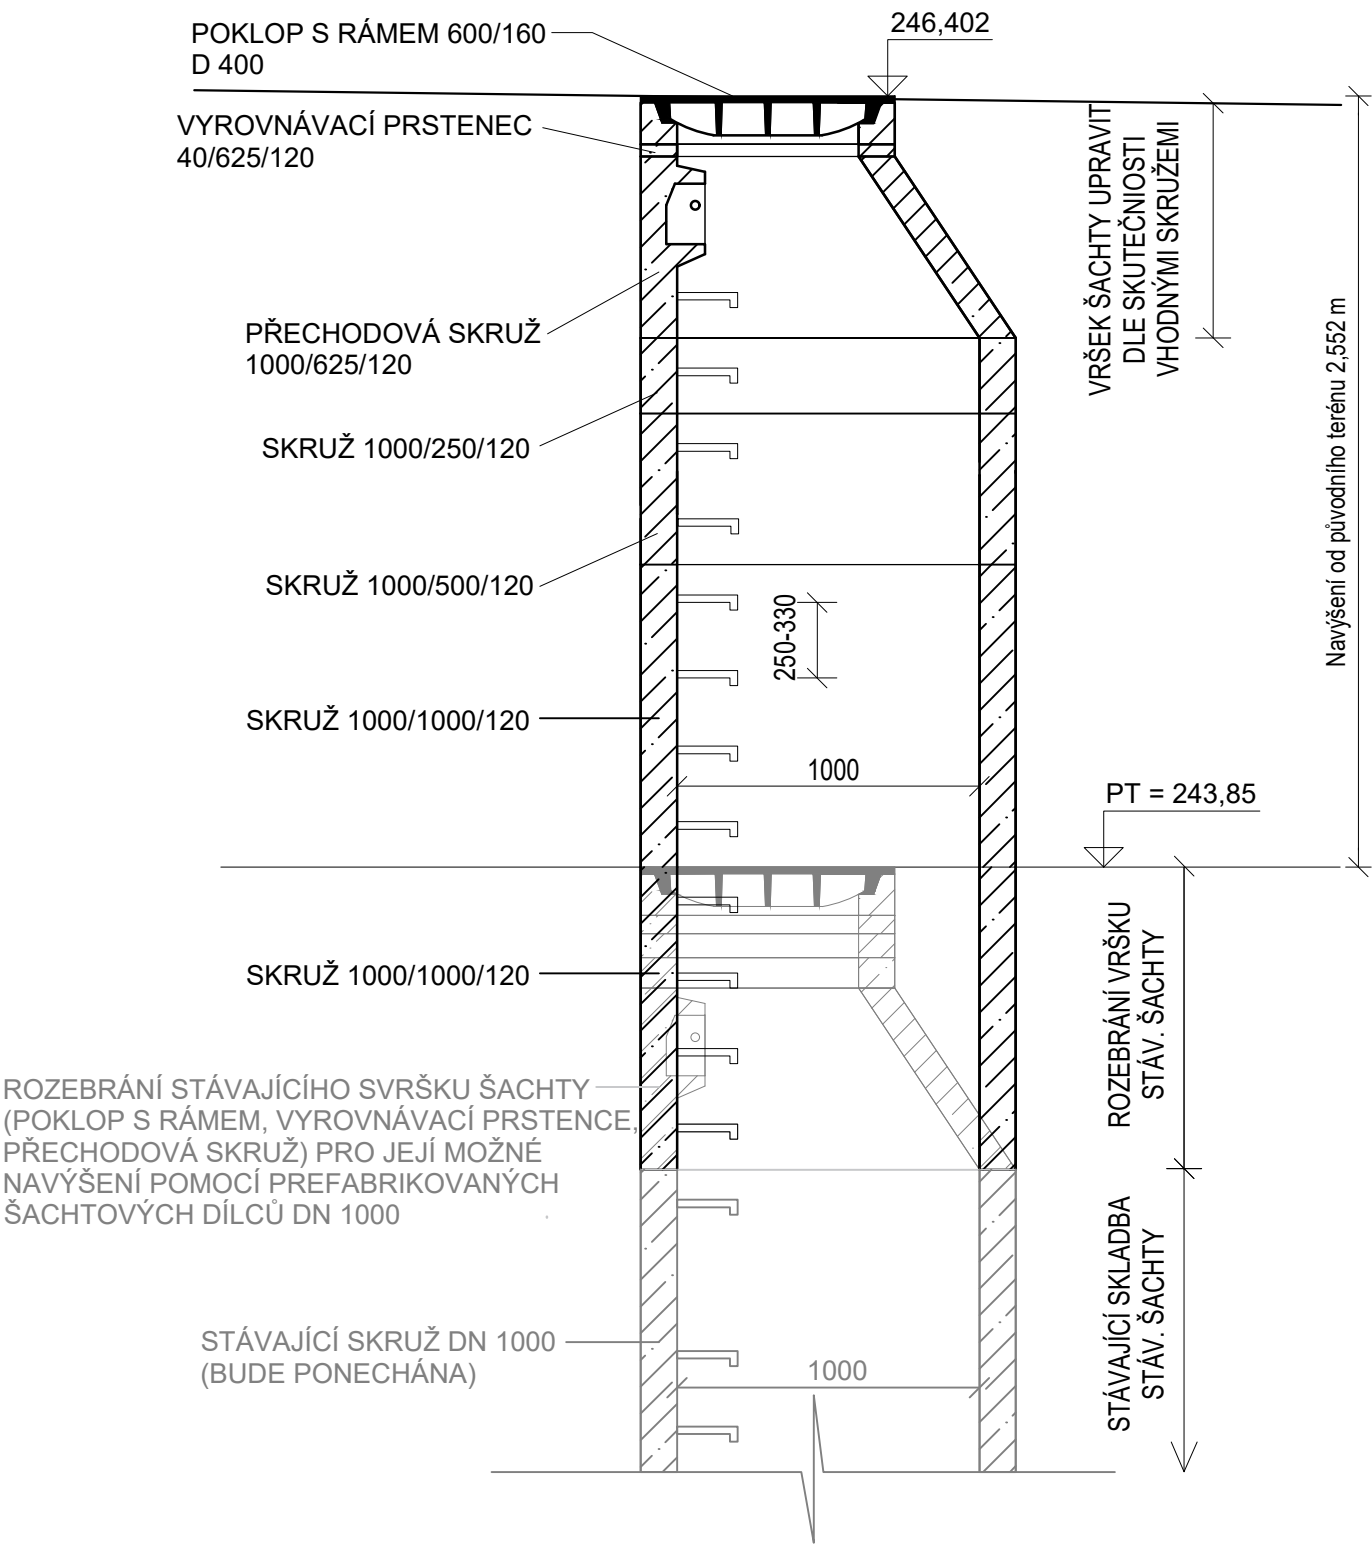 POKLOP S RÁMEM 600/160
D 400
246,402
VYROVNÁVACÍ PRSTENEC
40/625/120
VRŠEK ŠACHTY UPRAVIT
DLE SKUTEČNIOSTI
VHODNÝMI SKRUŽEMI
PŘECHODOVÁ SKRUŽ
1000/625/120
Navýšení od původního terénu 2,552 m
SKRUŽ 1000/250/120
SKRUŽ 1000/500/120
250-330
SKRUŽ 1000/1000/120
1000
PT = 243,85
SKRUŽ 1000/1000/120
ROZEBRÁNÍ VRŠKU
STÁV. ŠACHTY
ROZEBRÁNÍ STÁVAJÍCÍHO SVRŠKU ŠACHTY
(POKLOP S RÁMEM, VYROVNÁVACÍ PRSTENCE,
PŘECHODOVÁ SKRUŽ) PRO JEJÍ MOŽNÉ
NAVÝŠENÍ POMOCÍ PREFABRIKOVANÝCH
ŠACHTOVÝCH DÍLCŮ DN 1000
STÁVAJÍCÍ SKLADBA
STÁV. ŠACHTY
STÁVAJÍCÍ SKRUŽ DN 1000
(BUDE PONECHÁNA)
1000